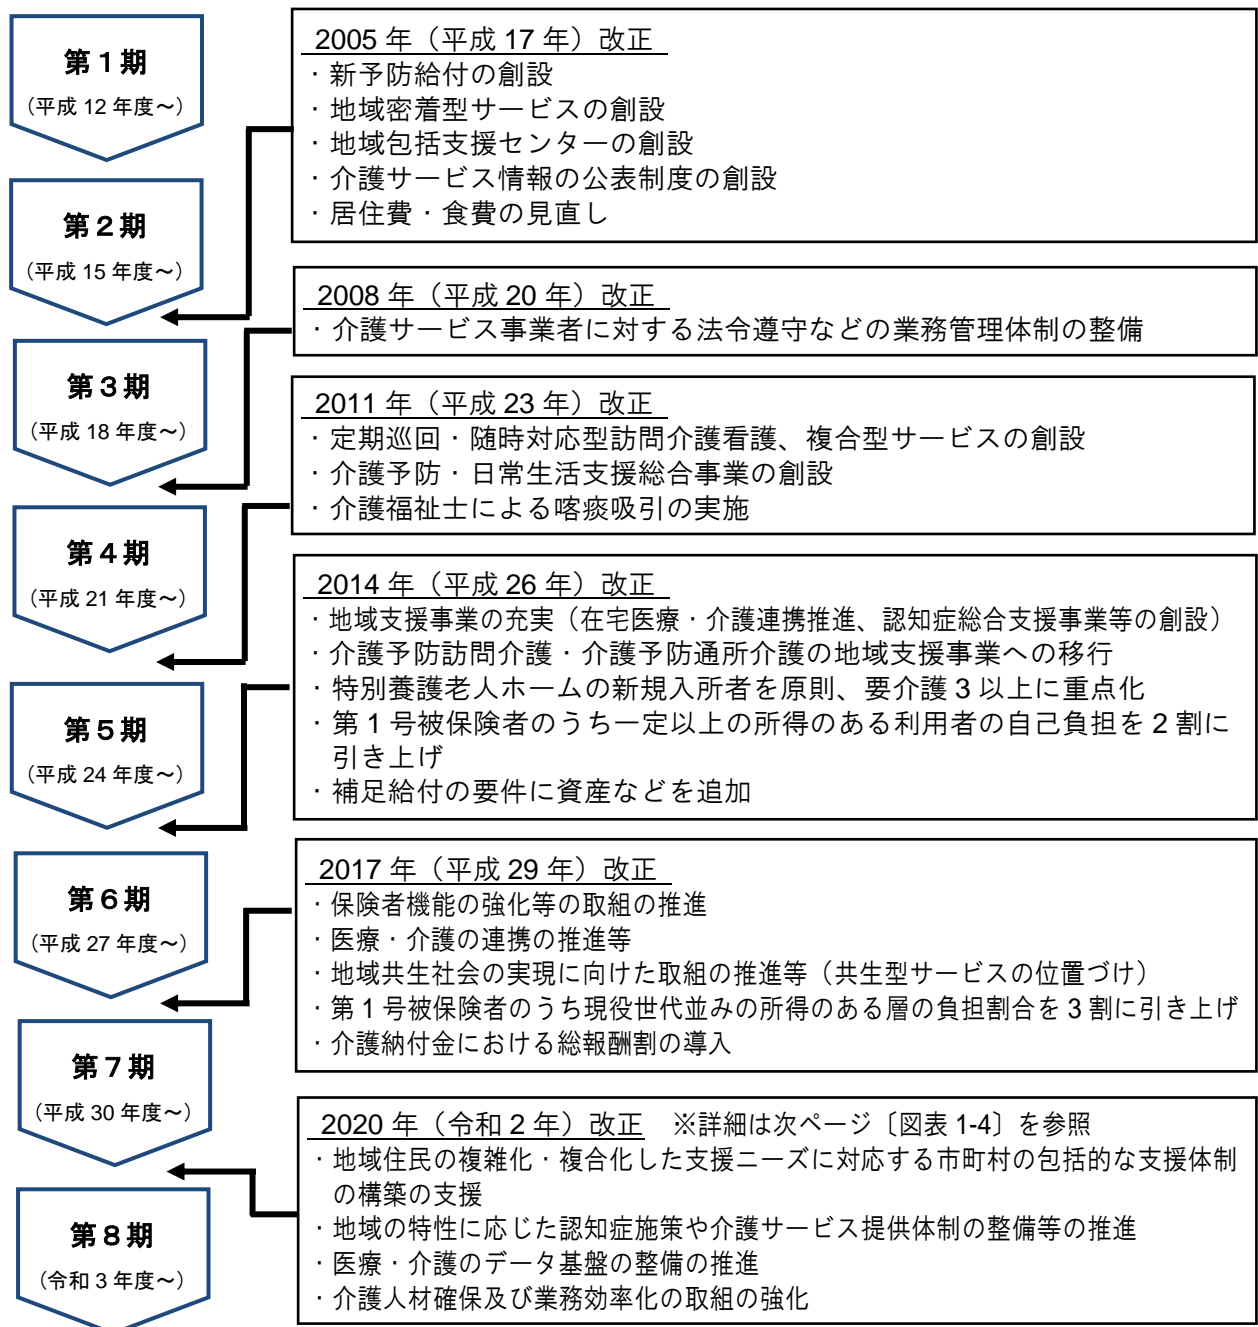 第１期
（平成 12 年度～）
2005 年（平成 17 年）改正
・新予防給付の創設
・地域密着型サービスの創設
・地域包括支援センターの創設
・介護サービス情報の公表制度の創設
・居住費・食費の見直し
第２期
（平成 15 年度～）
2008 年（平成 20 年）改正
・介護サービス事業者に対する法令遵守などの業務管理体制の整備
第３期
（平成 18 年度～）
2011 年（平成 23 年）改正
・定期巡回・随時対応型訪問介護看護、複合型サービスの創設
・介護予防・日常生活支援総合事業の創設
・介護福祉士による喀痰吸引の実施
第４期
（平成 21 年度～）
2014 年（平成 26 年）改正
・地域支援事業の充実（在宅医療・介護連携推進、認知症総合支援事業等の創設）
・介護予防訪問介護・介護予防通所介護の地域支援事業への移行
・特別養護老人ホームの新規入所者を原則、要介護 3 以上に重点化
・第 1 号被保険者のうち一定以上の所得のある利用者の自己負担を 2 割に
引き上げ
・補足給付の要件に資産などを追加
第５期
（平成 24 年度～）
2017 年（平成 29 年）改正
・保険者機能の強化等の取組の推進
・医療・介護の連携の推進等
・地域共生社会の実現に向けた取組の推進等（共生型サービスの位置づけ）
・第 1 号被保険者のうち現役世代並みの所得のある層の負担割合を 3 割に引き上げ
・介護納付金における総報酬割の導入
第６期
（平成 27 年度～）
第７期
（平成 30 年度～）
2020 年（令和 2 年）改正　※詳細は次ページ〔図表 1-4〕を参照
・地域住民の複雑化・複合化した支援ニーズに対応する市町村の包括的な支援体制
の構築の支援
・地域の特性に応じた認知症施策や介護サービス提供体制の整備等の推進
・医療・介護のデータ基盤の整備の推進
・介護人材確保及び業務効率化の取組の強化
第８期
（令和 3 年度～）